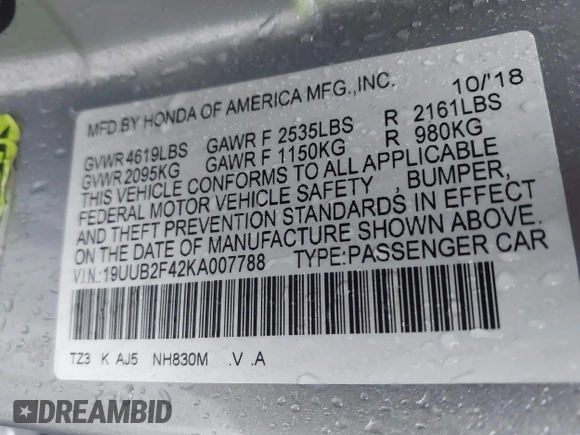 MFD BY HONDA OF AMERICA MFG.,INC. 10/'18
GVWR 4619LBS GAWR F 2535LBS R 2161LBS
GVWR 2095KG GAWR F 1150KG R 980KG
THIS VEHICLE CONFORMS TO ALL APPLICABLE
FEDERAL MOTOR VEHICLE SAFETY , BUMPER,
AND THEFT PREVENTION STANDARDS IN EFFECT
ON THE DATE OF MANUFACTURE SHOWN ABOVE.
V.I.N:19UUB2F42KA007788 TYPE:PASSENGER CAR
TZ3 K AJ5 NH830M .V .A
DREAMBID